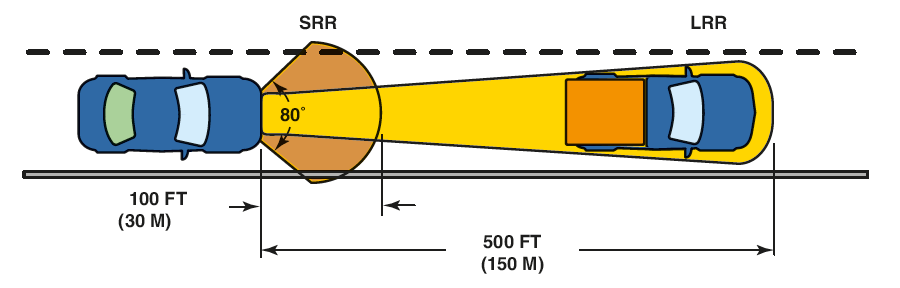 SRR
LRR
80°
100 FT
(30 M)
500 FT
(150 M)